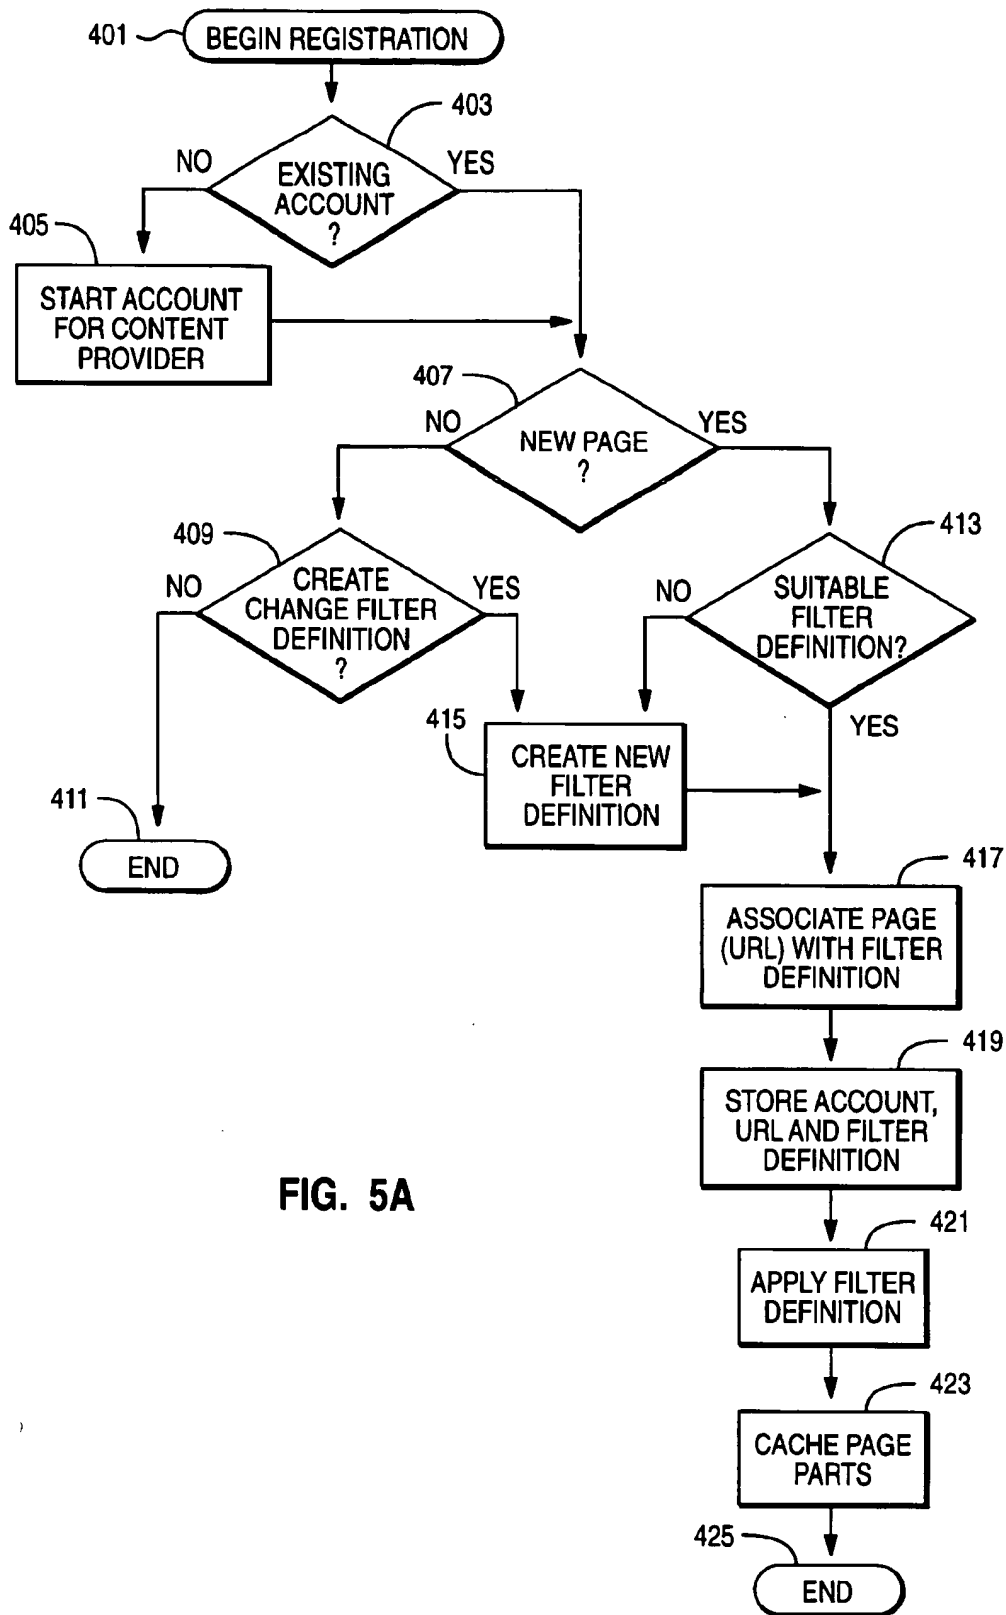 401
BEGIN REGISTRATION
403
NO
YES
EXISTING
ACCOUNT
?
405
START ACCOUNT
FOR CONTENT
PROVIDER
407
NO
YES
NEW PAGE
?
409
413
NO
YES
CREATE
CHANGE FILTER
DEFINITION
?
NO
SUITABLE
FILTER
DEFINITION?
YES
415
CREATE NEW
FILTER
DEFINITION
411
END
417
ASSOCIATE PAGE
(URL) WITH FILTER
DEFINITION
419
STORE ACCOUNT,
URL AND FILTER
DEFINITION
FIG. 5A
421
APPLY FILTER
DEFINITION
423
CACHE PAGE
PARTS
425
END